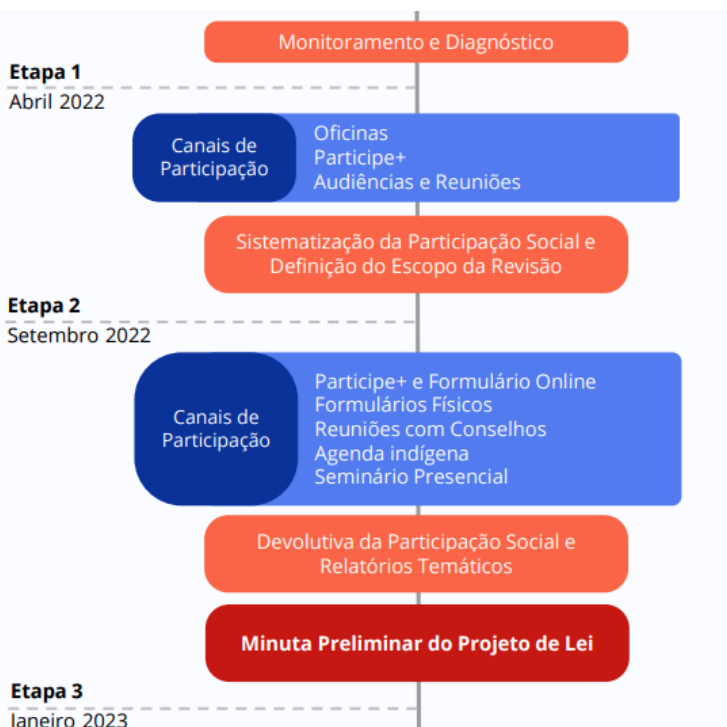 Monitoramento e Diagnóstico
Etapa 1
Abril 2022
Canais de
Participação
Oficinas
Participe+
Audiências e Reuniões
Sistematização da Participação Social e
Definição do Escopo da Revisão
Etapa 2
Setembro 2022
Canais de
Participação
Participe+ e Formulário Online
Formulários Físicos
Reuniões com Conselhos
Agenda indígena
Seminário Presencial
Devolutiva da Participação Social e
Relatórios Temáticos
Minuta Preliminar do Projeto de Lei
Etapa 3
Janeiro 2023